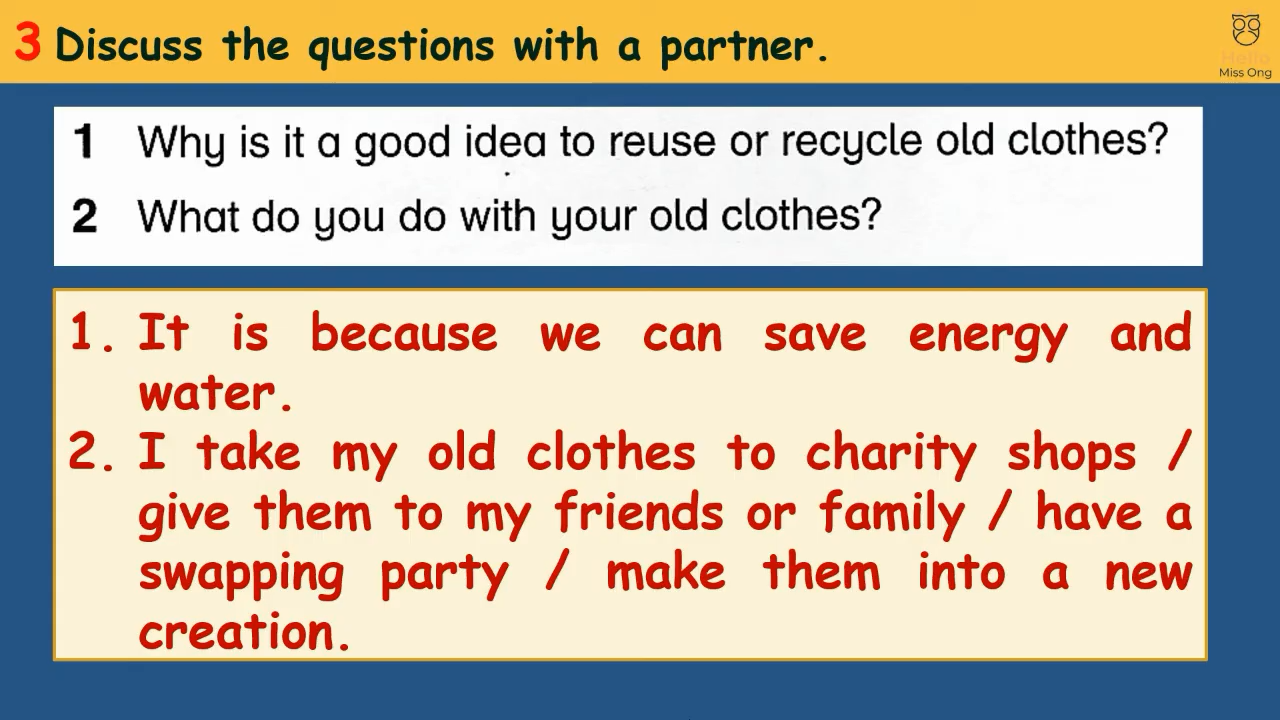 3 Discuss the questions with a partner.
Hello
Miss Ong
1 Why is it a good idea to reuse or recycle old clothes?
2 What do you do with your old clothes?
1. It is because we can save energy and
water.
2. I take my old clothes to charity shops /
give them to my friends or family / have a
swapping party / make them into a new
creation.